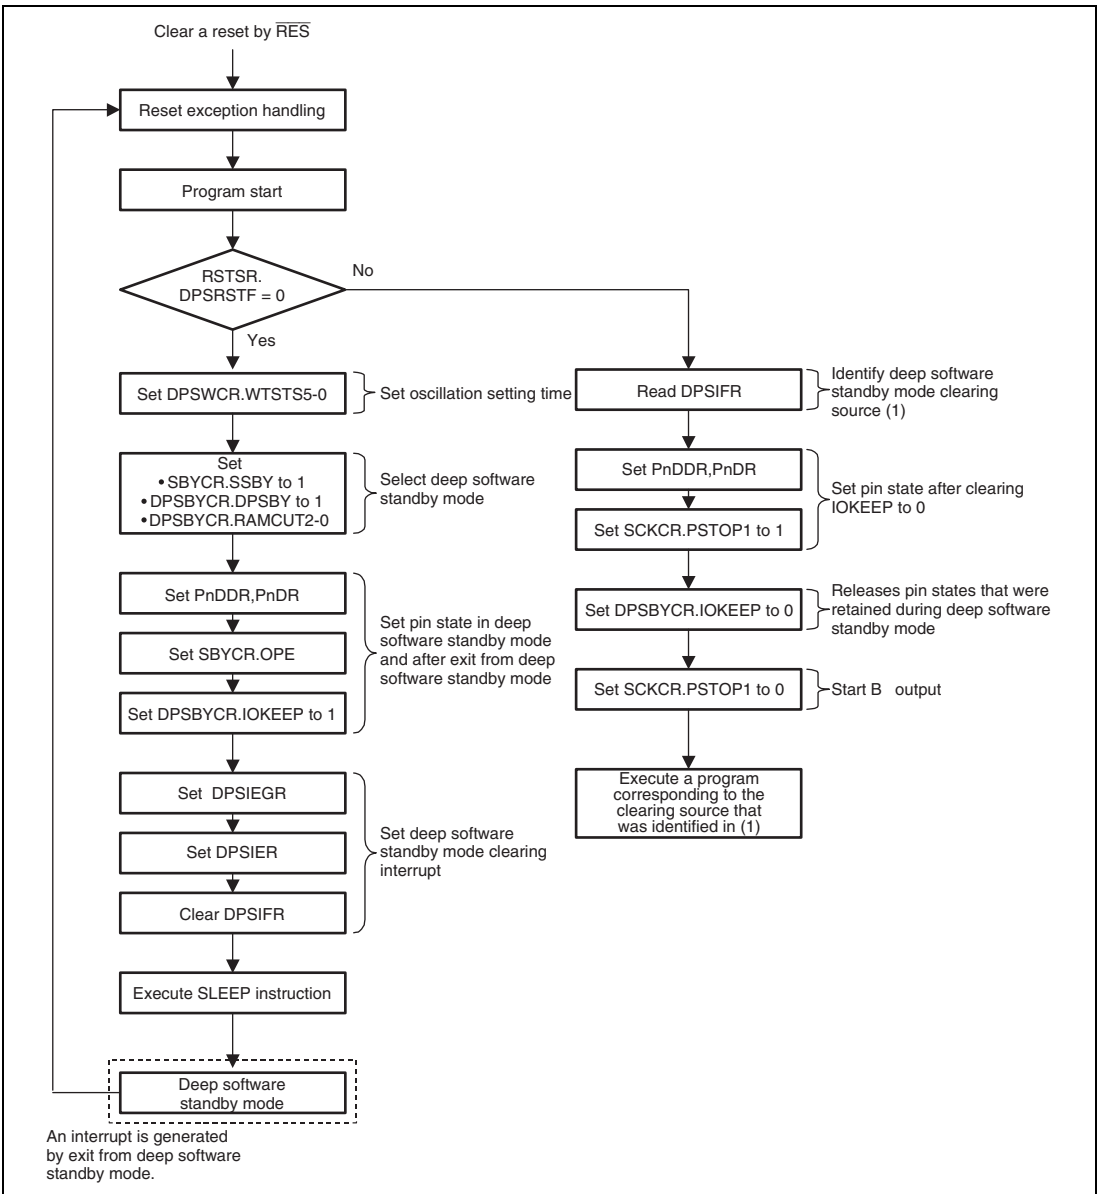 Clear a reset by RES
Reset exception handling
Program start
RSTSR.
DPSRSTF = 0
No
Yes
Set DPSWCR.WTSTS5-0
Set oscillation setting time
Set
• SBYCR.SSBY to 1
• DPSBYCR.DPSBY to 1
• DPSBYCR.RAMCUT2-0
Select deep software
standby mode
Set PnDDR,PnDR
Set SBYCR.OPE
Set DPSBYCR.IOKEEP to 1
Set pin state in deep
software standby mode
and after exit from deep
software standby mode
Set DPSIEGR
Set DPSIER
Clear DPSIFR
Set deep software
standby mode clearing
interrupt
Execute SLEEP instruction
Deep software
standby mode
An interrupt is generated
by exit from deep software
standby mode.
Read DPSIFR
Identify deep software
standby mode clearing
source (1)
Set PnDDR,PnDR
Set SCKCR.PSTOP1 to 1
Set pin state after clearing
IOKEEP to 0
Set DPSBYCR.IOKEEP to 0
Releases pin states that were
retained during deep software
standby mode
Set SCKCR.PSTOP1 to 0
Start B output
Execute a program
corresponding to the
clearing source that
was identified in (1)